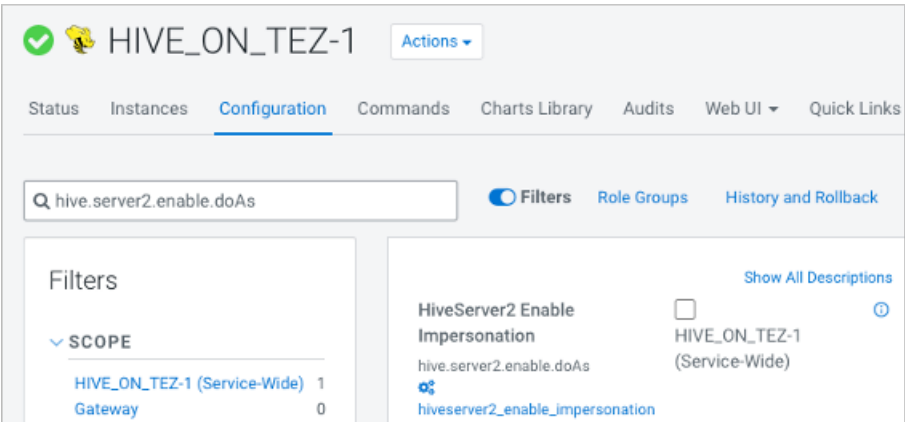 HIVE_ON_TEZ-1
Actions
Status Instances Configuration Commands Charts Library Audits Web UI Quick Links
hive.server2.enable.doAs
Filters Role Groups History and Rollback
Filters
SCOPE
HIVE_ON_TEZ-1 (Service-Wide) 1
Gateway 0
Show All Descriptions
HiveServer2 Enable
Impersonation
hive.server2.enable.doAs
hiveserver2_enable_impersonation
HIVE_ON_TEZ-1
(Service-Wide)